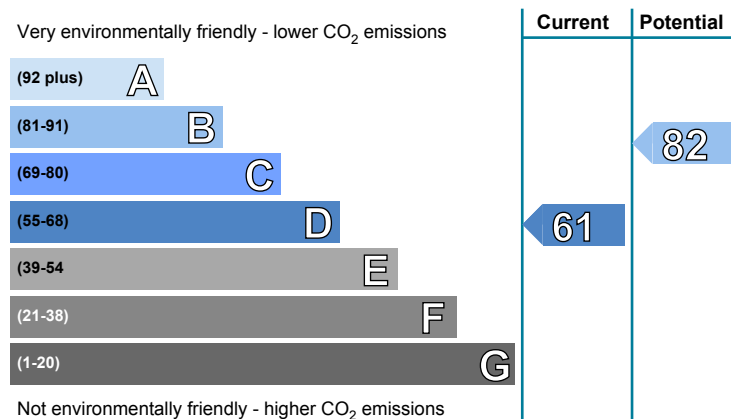 Very environmentally friendly - lower CO2 emissions
Current
Potential
(92 plus) A
(81-91) B
(69-80) C
(55-68) D
(39-54 E
(21-38) F
(1-20) G
82
61
Not environmentally friendly - higher CO2 emissions